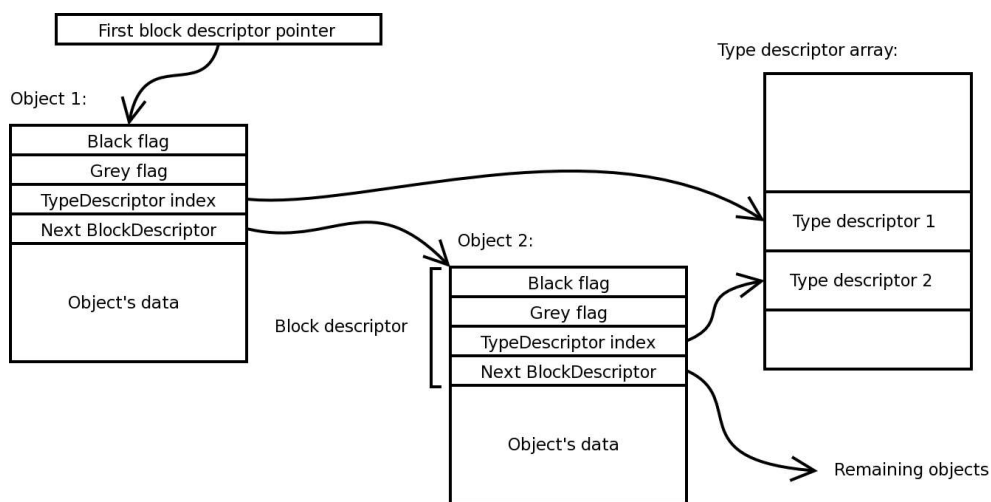 First block descriptor pointer
Type descriptor array:
Object 1:
Black flag
Grey flag
TypeDescriptor index
Next BlockDescriptor
Object's data
Type descriptor 1
Type descriptor 2
Object 2:
Block descriptor
Black flag
Grey flag
TypeDescriptor index
Next BlockDescriptor
Object's data
Remaining objects